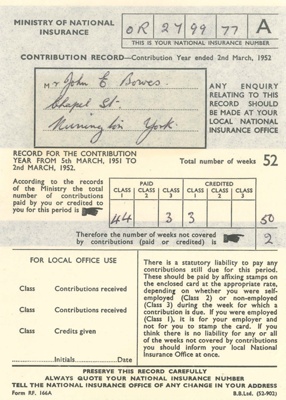 MINISTRY OF NATIONAL INSURANCE
OR 27 99 77 A
THIS IS YOUR NATIONAL INSURANCE NUMBER
CONTRIBUTION RECORD—Contribution Year ended 2nd March, 1952
Mr John E Bowes.
Chapel St.
Nunnington York.
ANY ENQUIRY
RELATING TO THIS
RECORD SHOULD
BE MADE AT YOUR
LOCAL NATIONAL
INSURANCE OFFICE
RECORD FOR THE CONTRIBUTION
YEAR FROM 5th MARCH, 1951 TO
2nd MARCH, 1952.
Total number of weeks 52
According to the records
of the Ministry the total
number of contributions
paid by you or credited to
you for this period is
PAID CREDITED
CLASS 1 CLASS 2 CLASS 3 CLASS 1 CLASS 3
44 3 3 50
Therefore the number of weeks not covered
by contributions (paid or credited) is 2
FOR LOCAL OFFICE USE
Class Contributions received
Class Contributions received
Class Credits given
Initials Date
There is a statutory liability to pay any
contributions still due for this period.
These should be paid by affixing stamps on
the enclosed card at the appropriate rate,
depending on whether you were self-
employed (Class 2) or non-employed
(Class 3) during the week for which a
contribution is due. If you were employed
(Class 1), it is for your employer and
not for you to stamp the card. If you
think there is no liability for any or all
of the weeks not covered by contributions
you should inform your local National
Insurance Office at once.
PRESERVE THIS RECORD CAREFULLY
ALWAYS QUOTE YOUR NATIONAL INSURANCE NUMBER
TELL THE NATIONAL INSURANCE OFFICE OF ANY CHANGE IN YOUR ADDRESS
Form RF. 166A B.B.Ltd. (52-902)